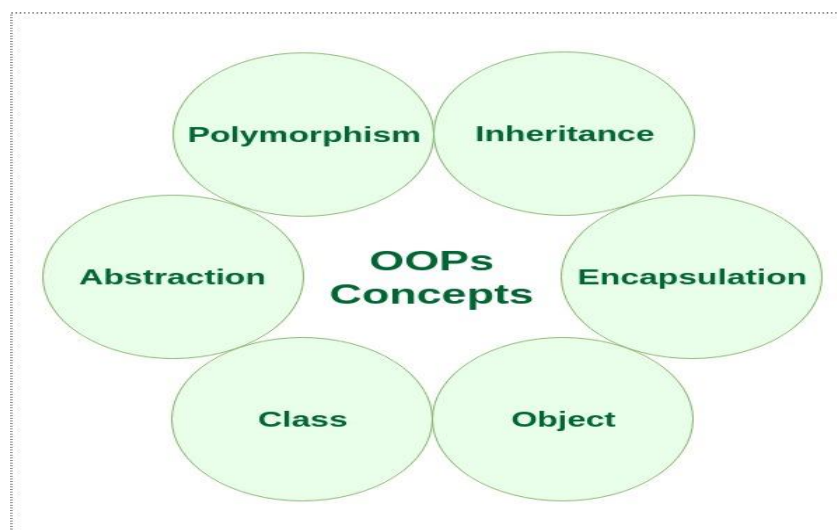 Polymorphism
Inheritance
Abstraction
OOPs
Concepts
Encapsulation
Class
Object